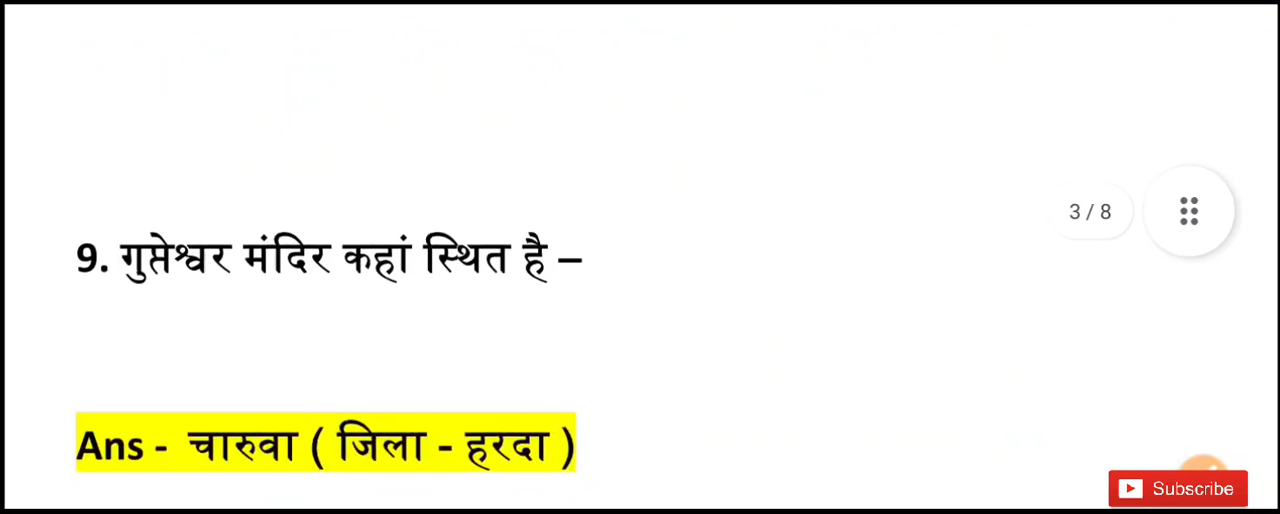 3 / 8
9. गुप्तेश्वर मंदिर कहां स्थित है –
Ans - चारुवा ( जिला - हरदा )
Subscribe